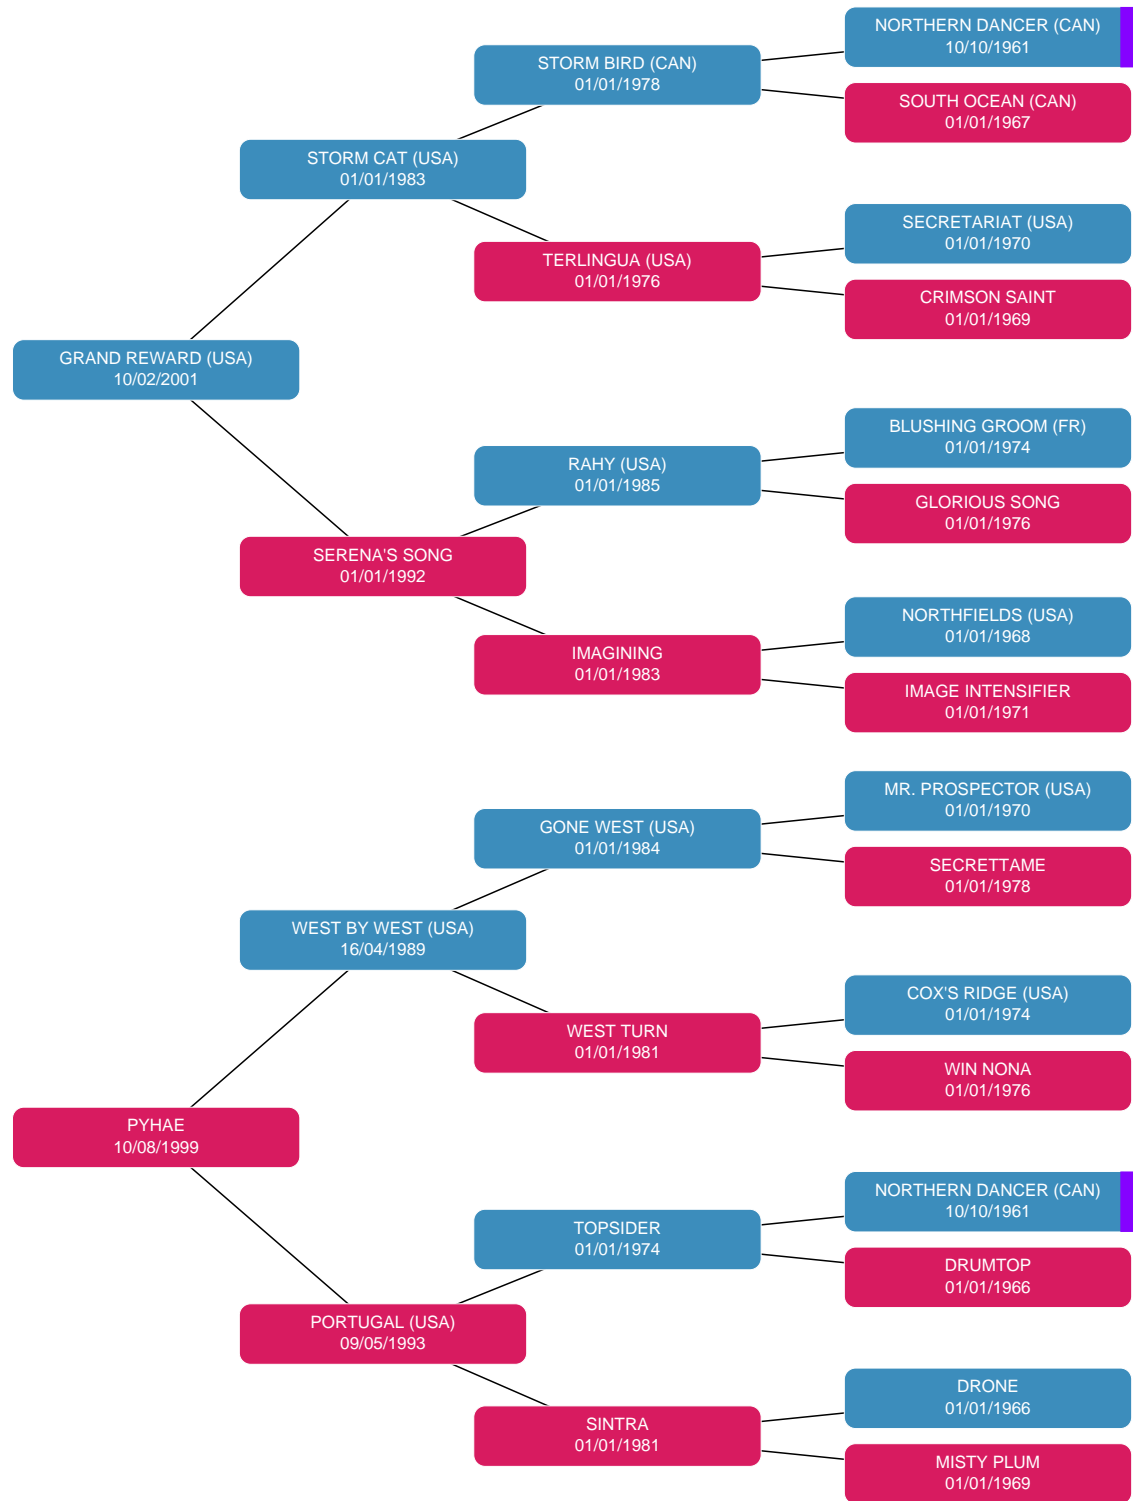 NORTHERN DANCER (CAN)
10/10/1961
STORM BIRD (CAN)
01/01/1978
SOUTH OCEAN (CAN)
01/01/1967
STORM CAT (USA)
01/01/1983
SECRETARIAT (USA)
01/01/1970
TERLINGUA (USA)
01/01/1976
CRIMSON SAINT
01/01/1969
GRAND REWARD (USA)
10/02/2001
BLUSHING GROOM (FR)
01/01/1974
RAHY (USA)
01/01/1985
GLORIOUS SONG
01/01/1976
SERENA'S SONG
01/01/1992
NORTHFIELDS (USA)
01/01/1968
IMAGINING
01/01/1983
IMAGE INTENSIFIER
01/01/1971
MR. PROSPECTOR (USA)
01/01/1970
GONE WEST (USA)
01/01/1984
SECRETTAME
01/01/1978
WEST BY WEST (USA)
16/04/1989
COX'S RIDGE (USA)
01/01/1974
WEST TURN
01/01/1981
WIN NONA
01/01/1976
PYHAE
10/08/1999
NORTHERN DANCER (CAN)
10/10/1961
TOPSIDER
01/01/1974
DRUMTOP
01/01/1966
PORTUGAL (USA)
09/05/1993
DRONE
01/01/1966
SINTRA
01/01/1981
MISTY PLUM
01/01/1969